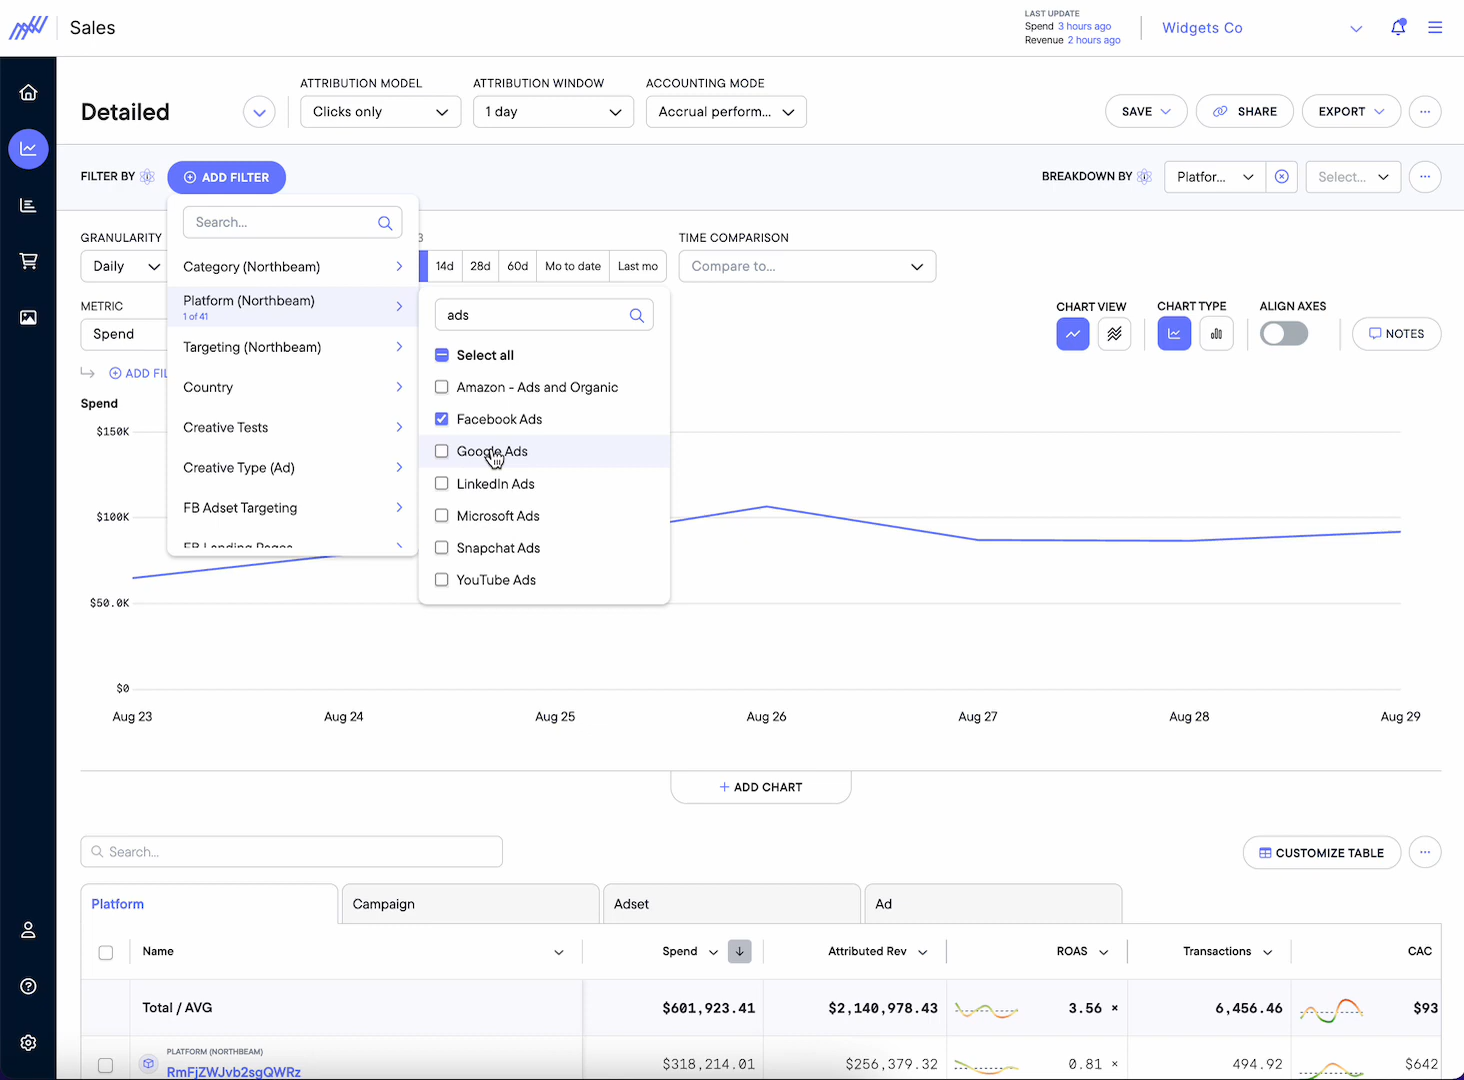 Sales
LAST UPDATE
Spend 3 hours ago
Revenue 2 hours ago
Widgets Co
Detailed
ATTRIBUTION MODEL
Clicks only
ATTRIBUTION WINDOW
1 day
ACCOUNTING MODE
Accrual perform...
SAVE
SHARE
EXPORT
FILTER BY
ADD FILTER
BREAKDOWN BY
Platfor...
Select...
Search...
Category (Northbeam)
Platform (Northbeam)
1 of 41
Targeting (Northbeam)
Country
Creative Tests
Creative Type (Ad)
FB Adset Targeting
FB Landing Pages
GRANULARITY
Daily
14d
28d
60d
Mo to date
Last mo
TIME COMPARISON
Compare to...
METRIC
Spend
ADD FIL
ads
Select all
Amazon - Ads and Organic
Facebook Ads
Google Ads
LinkedIn Ads
Microsoft Ads
Snapchat Ads
YouTube Ads
CHART VIEW
CHART TYPE
ALIGN AXES
NOTES
Spend
$150K
$100K
$50.0K
$0
Aug 23
Aug 24
Aug 25
Aug 26
Aug 27
Aug 28
Aug 29
+ ADD CHART
Search...
CUSTOMIZE TABLE
Platform
Campaign
Adset
Ad
Name
Spend
Attributed Rev
ROAS
Transactions
CAC
Total / AVG
$601,923.41
$2,140,978.43
3.56 ×
6,456.46
$93
PLATFORM (NORTHBEAM)
RmFjZWJvb2sgQWRz
$318,214.01
$256,379.32
0.81 ×
494.92
$642